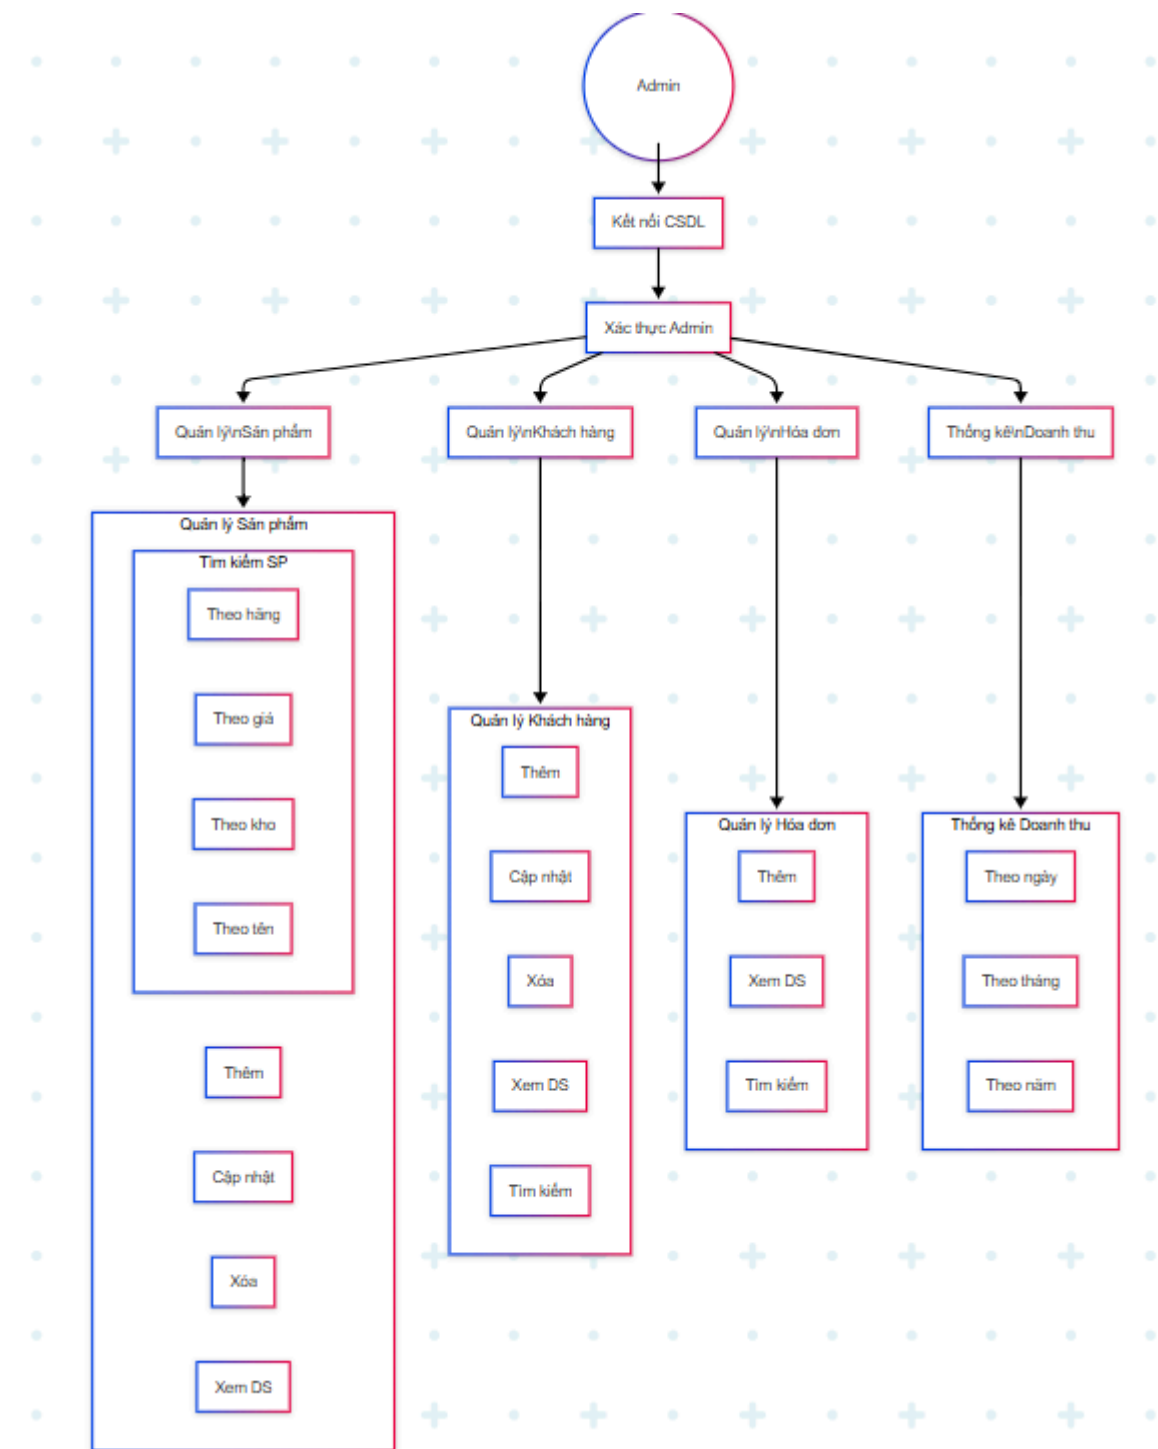 Admin
Kết nối CSDL
Xác thực Admin
Quản lý\nSản phẩm
Quản lý\nKhách hàng
Quản lý\nHóa đơn
Thống kê\nDoanh thu
Quản lý Sản phẩm
Tìm kiếm SP
Theo hãng
Theo giá
Theo kho
Theo tên
Thêm
Cập nhật
Xóa
Xem DS
Quản lý Khách hàng
Thêm
Cập nhật
Xóa
Xem DS
Tìm kiếm
Quản lý Hóa đơn
Thêm
Xem DS
Tìm kiếm
Thống kê Doanh thu
Theo ngày
Theo tháng
Theo năm